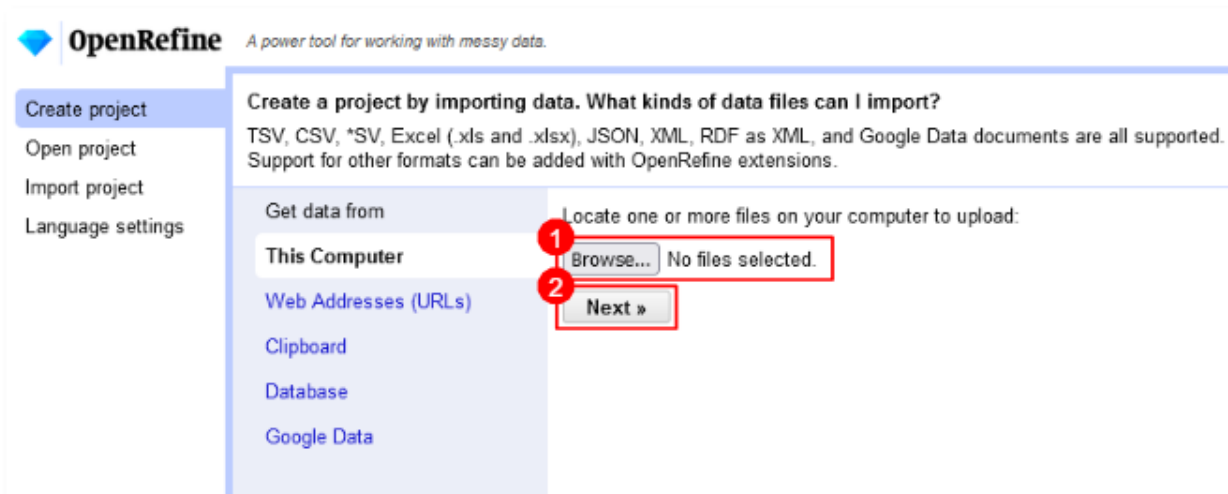 OpenRefine A power tool for working with messy data.
Create project
Open project
Import project
Language settings
Create a project by importing data. What kinds of data files can I import?
TSV, CSV, *SV, Excel (.xls and .xlsx), JSON, XML, RDF as XML, and Google Data documents are all supported.
Support for other formats can be added with OpenRefine extensions.
Get data from
This Computer
Web Addresses (URLs)
Clipboard
Database
Google Data
Locate one or more files on your computer to upload:
1
Browse... No files selected.
2
Next »